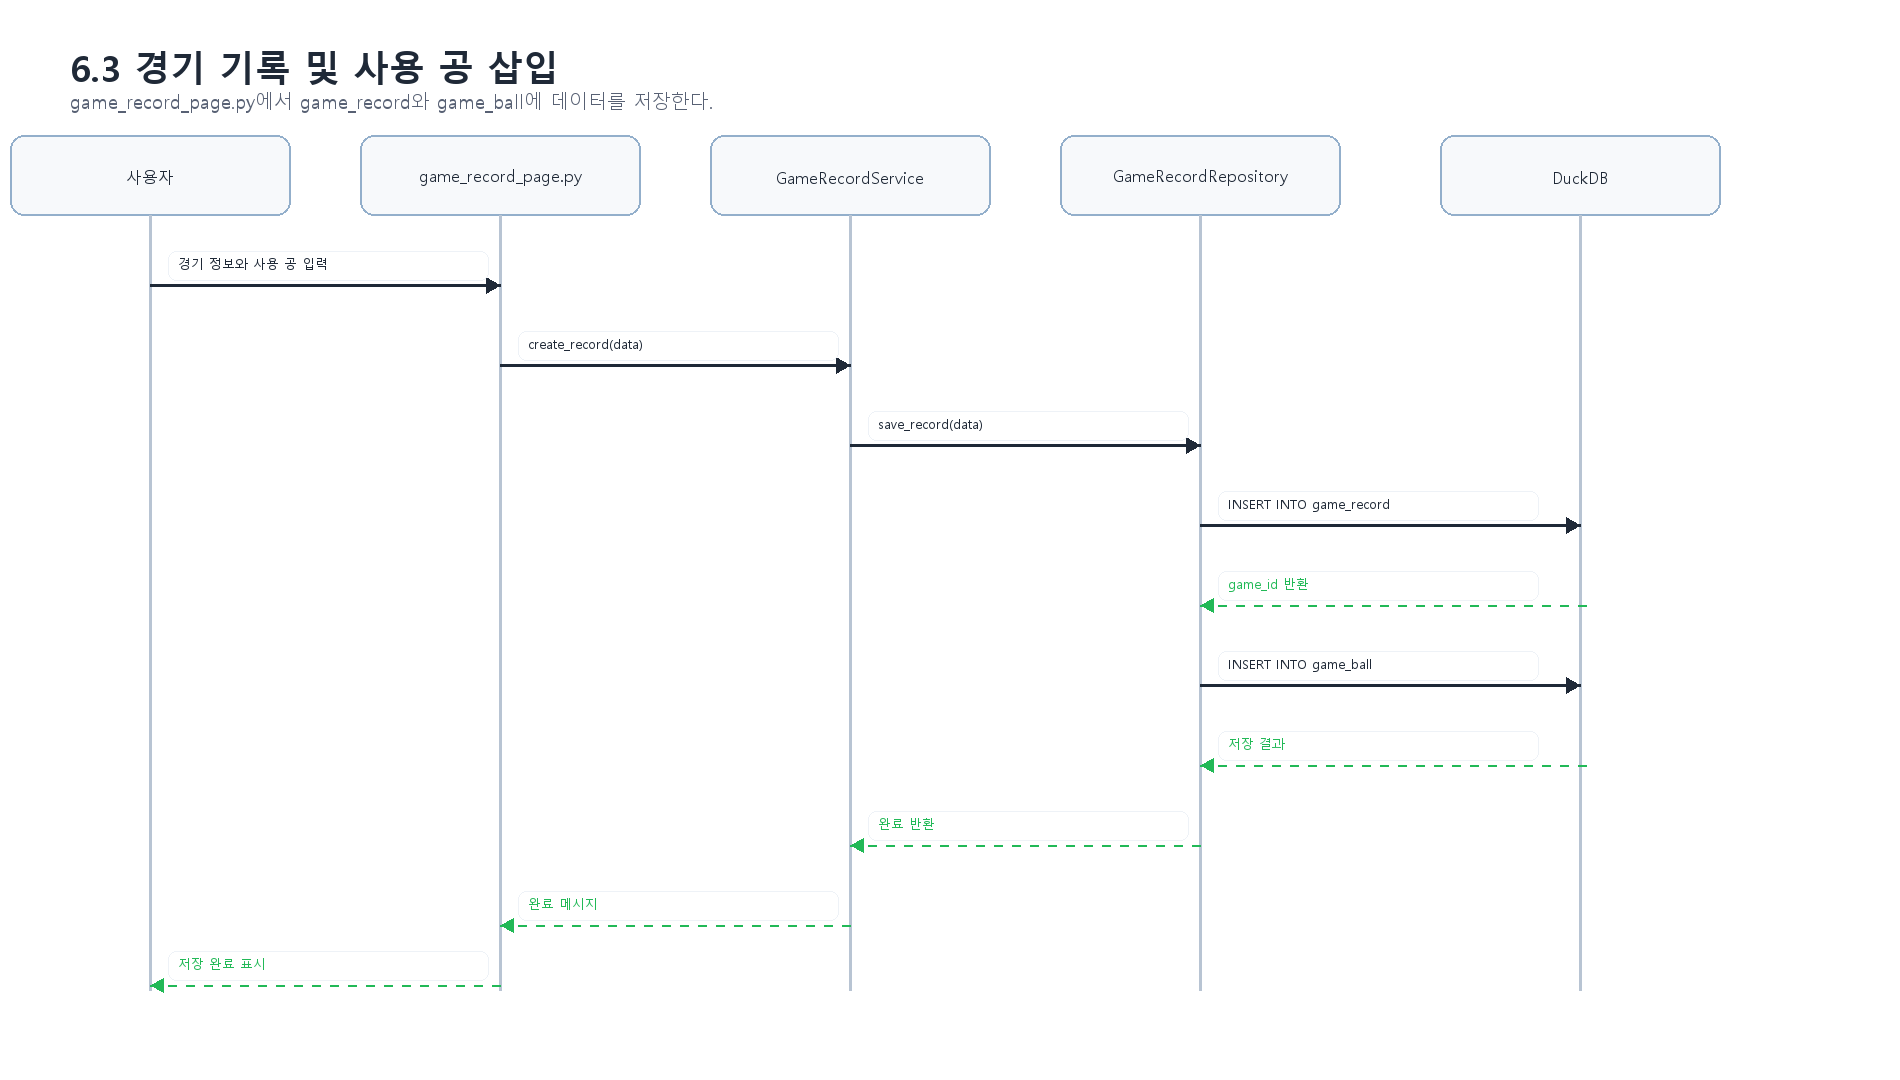 6.3 경기 기록 및 사용 공 삽입
game_record_page.py에서 game_record와 game_ball에 데이터를 저장한다.
사용자
game_record_page.py
GameRecordService
GameRecordRepository
DuckDB
경기 정보와 사용 공 입력
create_record(data)
save_record(data)
INSERT INTO game_record
game_id 반환
INSERT INTO game_ball
저장 결과
완료 반환
완료 메시지
저장 완료 표시